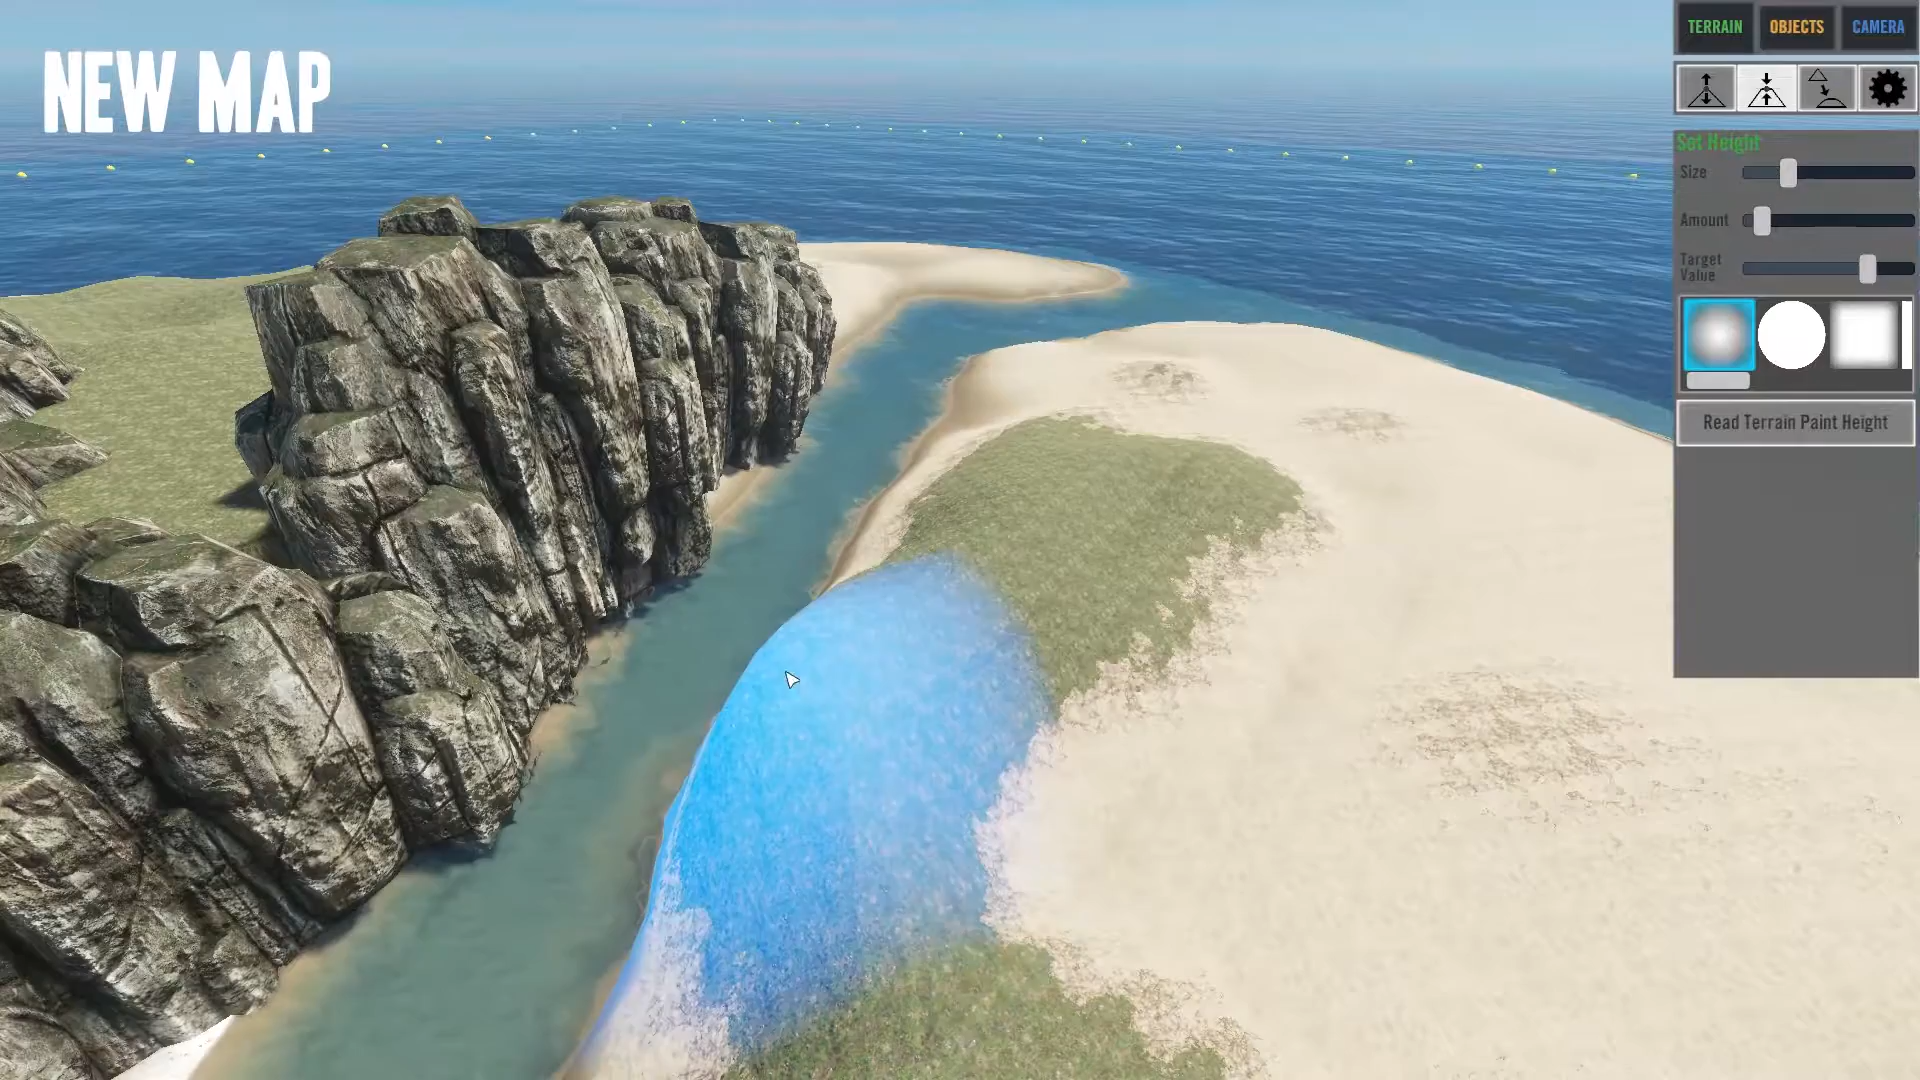 NEW MAP
TERRAIN OBJECTS CAMERA
Set Height
Size
Amount
Target
Value
Read Terrain Paint Height